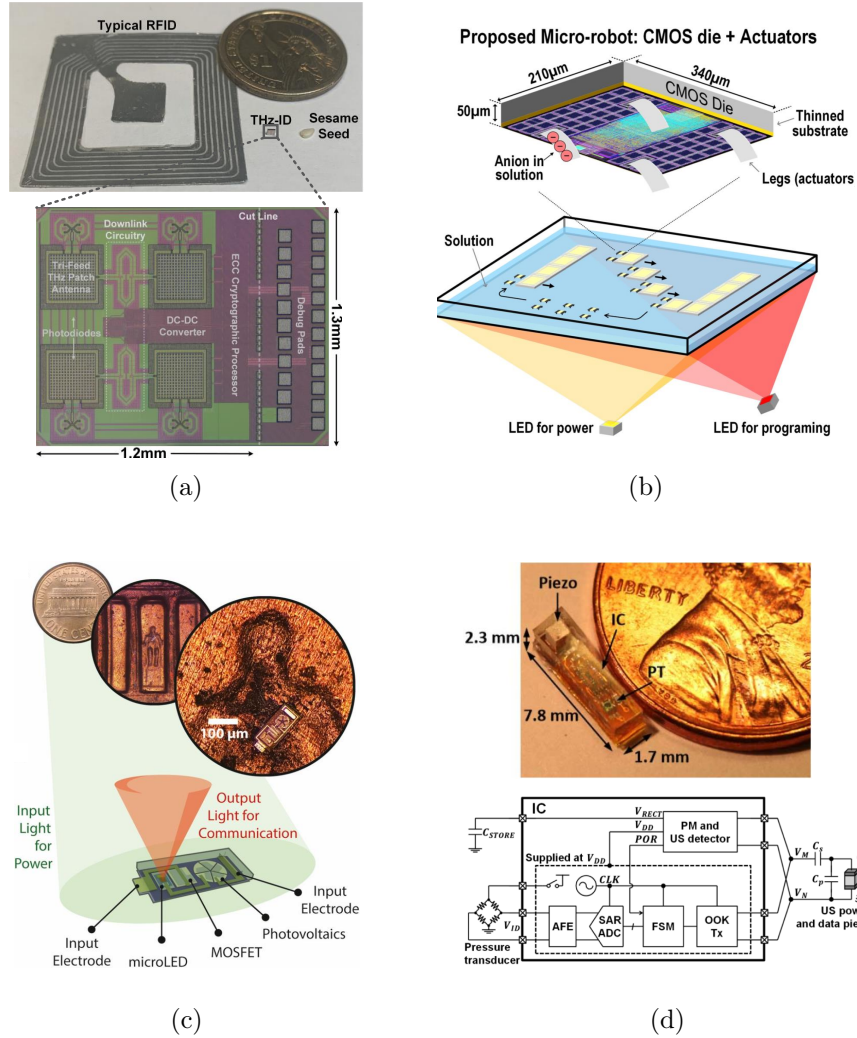 Typical RFID
THz-ID
Sesame
Seed
Downlink
Circuitry
Cut Line
Tri-Feed
THz Patch
Antenna
ECC Cryptographic Processor
DC-DC
Converter
Debug Pads
Photodiodes
1.3mm
1.2mm
(a)
Proposed Micro-robot: CMOS die + Actuators
210μm
340μm
50μm
CMOS Die
Thinned
substrate
Anion in
solution
Legs (actuators
Solution
LED for power
LED for programing
(b)
ONE CENT
100 μm
Input
Light
for
Power
Output
Light for
Communication
Input
Electrode
Photovoltaics
MOSFET
microLED
Input
Electrode
(c)
LIBERTY
Piezo
IC
PT
2.3 mm
7.8 mm
1.7 mm
IC
C_STORE
V_RECT
V_DD
POR
PM and
US detector
Supplied at V_DD
CLK
V_M
C_s
C_p
V_N
V_ID
AFE
SAR
ADC
FSM
OOK
Tx
Pressure
transducer
US pow
and data pie
(d)